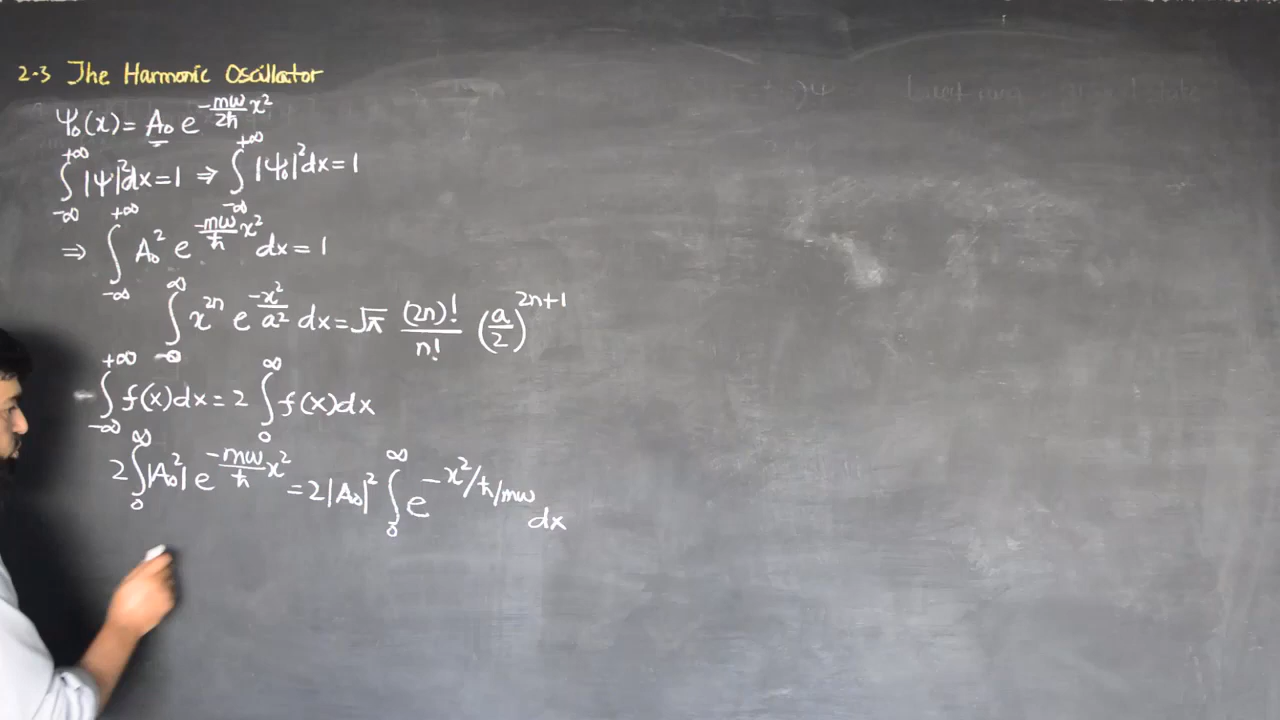 2.3 The Harmonic Oscillator
Ψ₀(x) = A₀ e^{-mω/2ħ x²}
∫_{-∞}^{+∞} |Ψ|² dx = 1 ⇒ ∫_{-∞}^{+∞} |Ψ₀|² dx = 1
⇒ ∫_{-∞}^{+∞} A₀² e^{-mω/ħ x²} dx = 1
∫_{-∞}^{∞} x^{2n} e^{-x²/a²} dx = √π (2n)!/n! (a/2)^{2n+1}
∫_{-∞}^{+∞} f(x)dx = 2 ∫_{0}^{∞} f(x)dx
2 ∫_{0}^{∞} |A₀²| e^{-mω/ħ x²} = 2|A₀|² ∫_{0}^{∞} e^{-x²/ħ/mω} dx